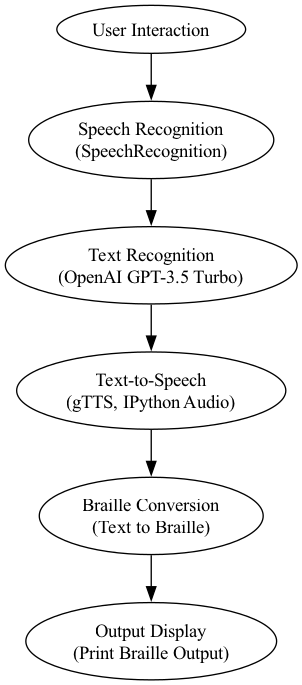 User Interaction
Speech Recognition
(SpeechRecognition)
Text Recognition
(OpenAI GPT-3.5 Turbo)
Text-to-Speech
(gTTS, IPython Audio)
Braille Conversion
(Text to Braille)
Output Display
(Print Braille Output)